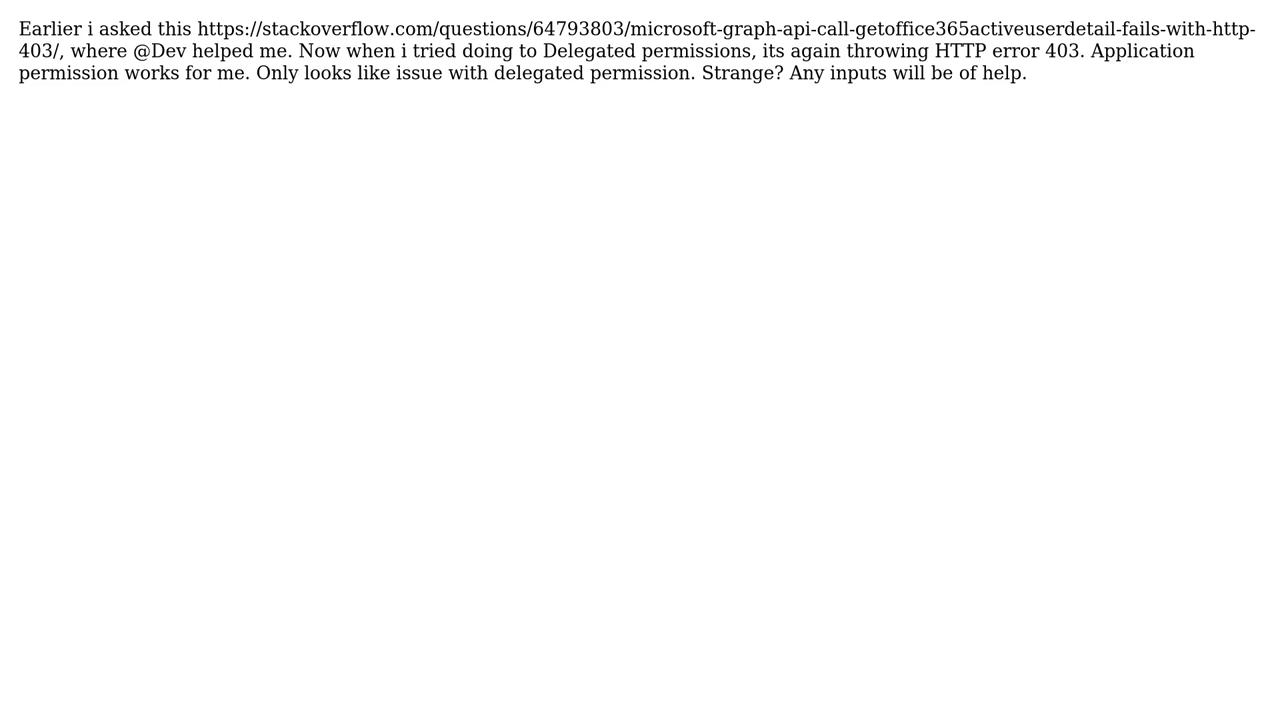 Earlier i asked this https://stackoverflow.com/questions/64793803/microsoft-graph-api-call-getoffice365activeuserdetail-fails-with-http-
403/, where @Dev helped me. Now when i tried doing to Delegated permissions, its again throwing HTTP error 403. Application
permission works for me. Only looks like issue with delegated permission. Strange? Any inputs will be of help.